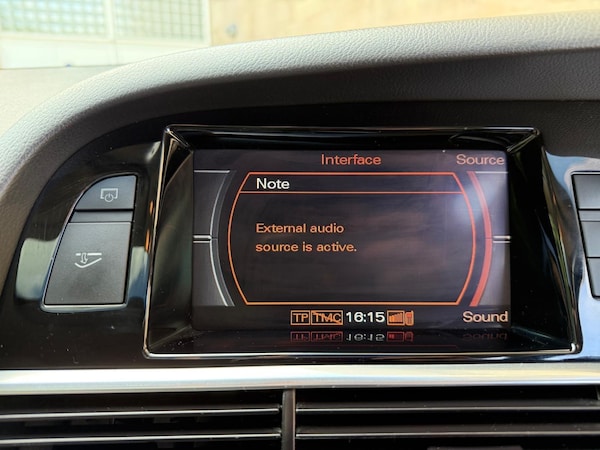 Interface Source
Note
External audio
source is active.
TP TMC 16:15
Sound